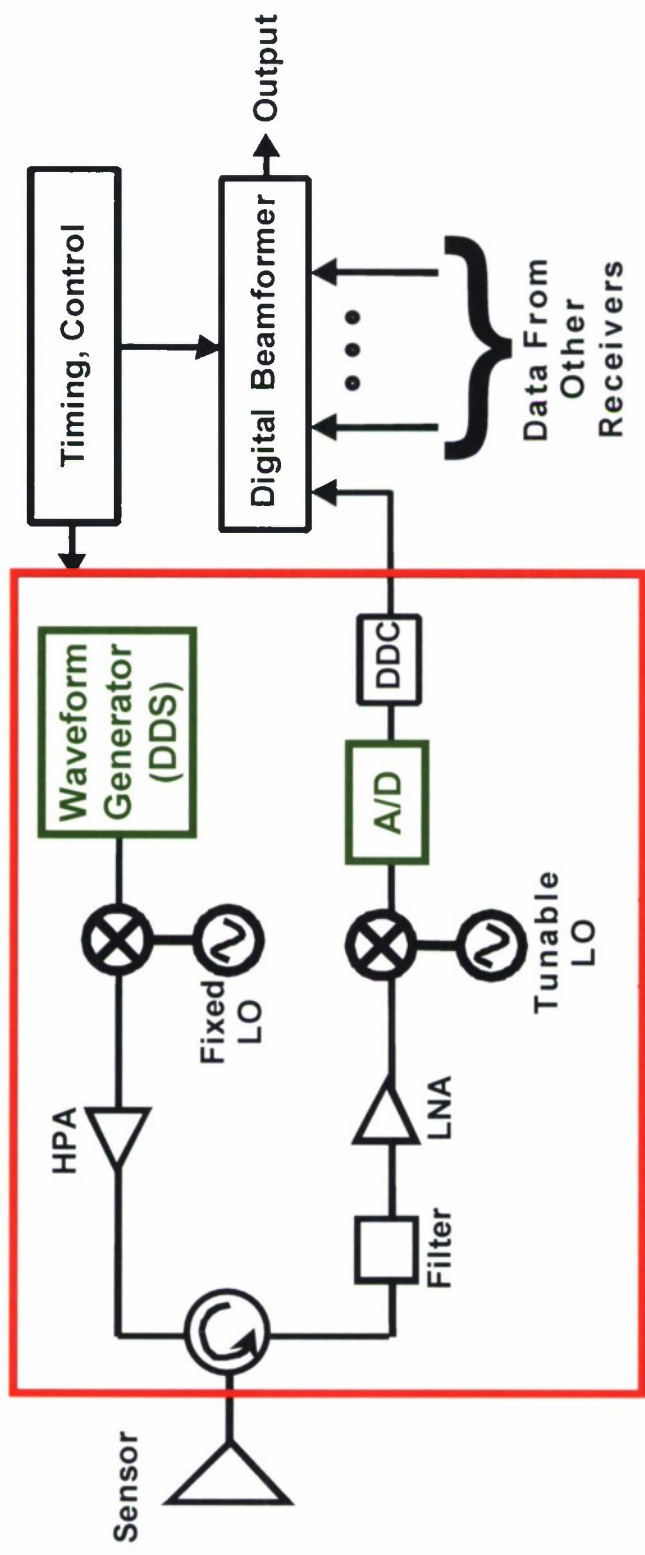 Sensor
HPA
Fixed
LO
Waveform
Generator
(DDS)
Timing, Control
Filter
LNA
Tunable
LO
A/D
DDC
Digital Beamformer
Output
Data From
Other
Receivers